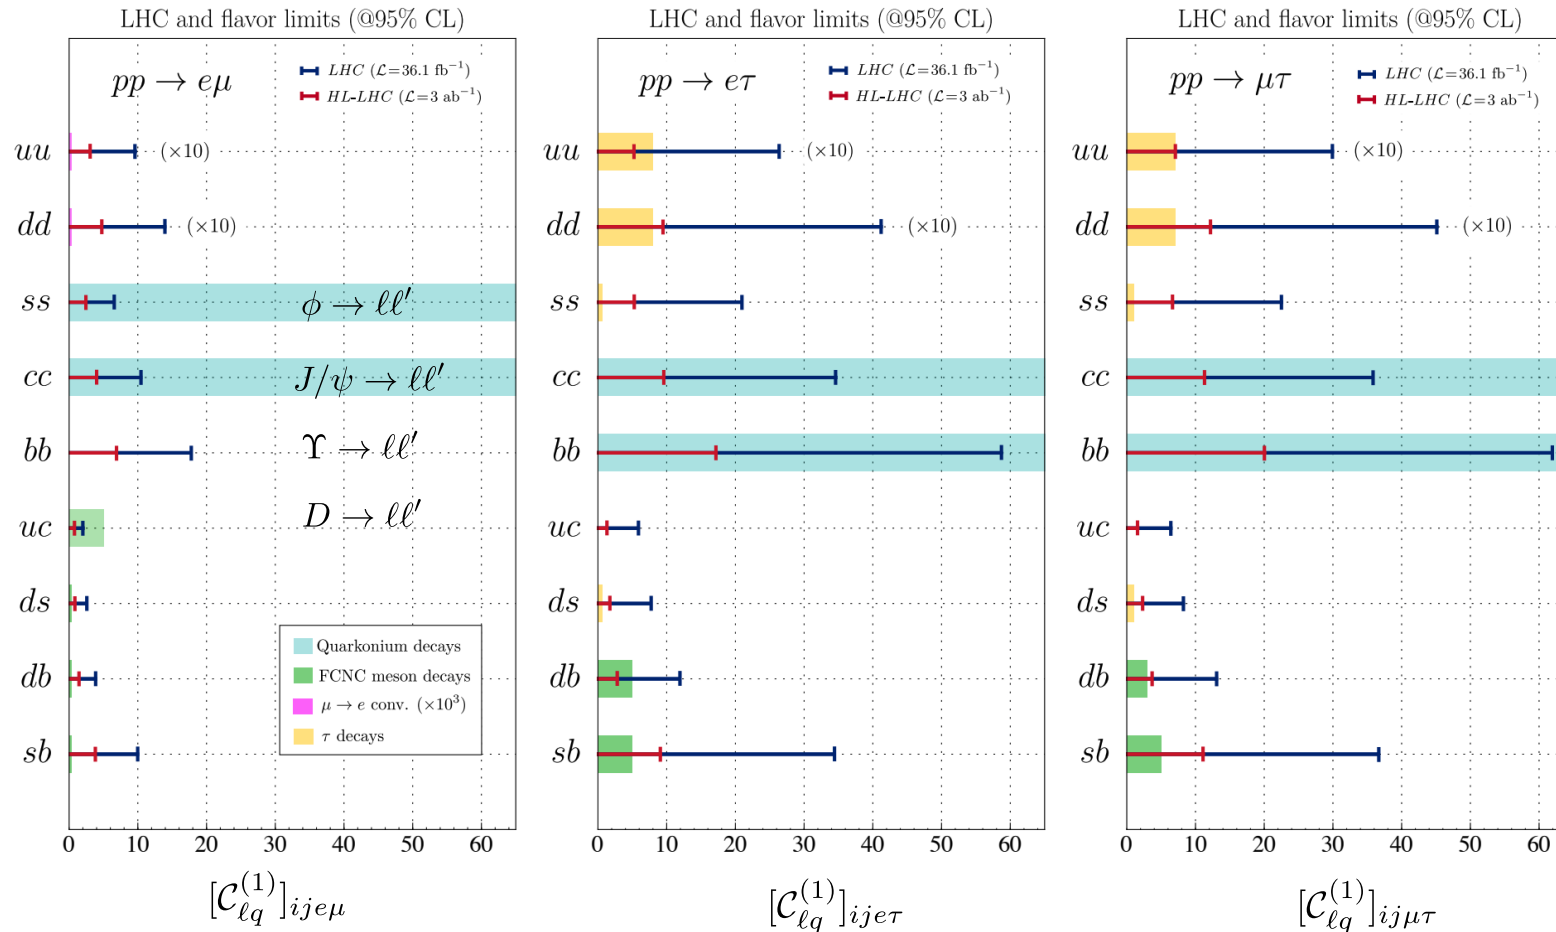 LHC and flavor limits (@95% CL)
pp → eμ
LHC (ℒ=36.1 fb⁻¹)
HL-LHC (ℒ=3 ab⁻¹)
uu (×10)
dd (×10)
ss ϕ → ℓℓ′
cc J/ψ → ℓℓ′
bb Υ → ℓℓ′
uc D → ℓℓ′
ds
db
sb
Quarkonium decays
FCNC meson decays
μ → e conv. (×10³)
τ decays
0 10 20 30 40 50 60
[𝒞_{ℓq}^{(1)}]_{ijeμ}
LHC and flavor limits (@95% CL)
pp → eτ
LHC (ℒ=36.1 fb⁻¹)
HL-LHC (ℒ=3 ab⁻¹)
uu (×10)
dd (×10)
ss
cc
bb
uc
ds
db
sb
0 10 20 30 40 50 60
[𝒞_{ℓq}^{(1)}]_{ijeτ}
LHC and flavor limits (@95% CL)
pp → μτ
LHC (ℒ=36.1 fb⁻¹)
HL-LHC (ℒ=3 ab⁻¹)
uu (×10)
dd (×10)
ss
cc
bb
uc
ds
db
sb
0 10 20 30 40 50 60
[𝒞_{ℓq}^{(1)}]_{ijμτ}